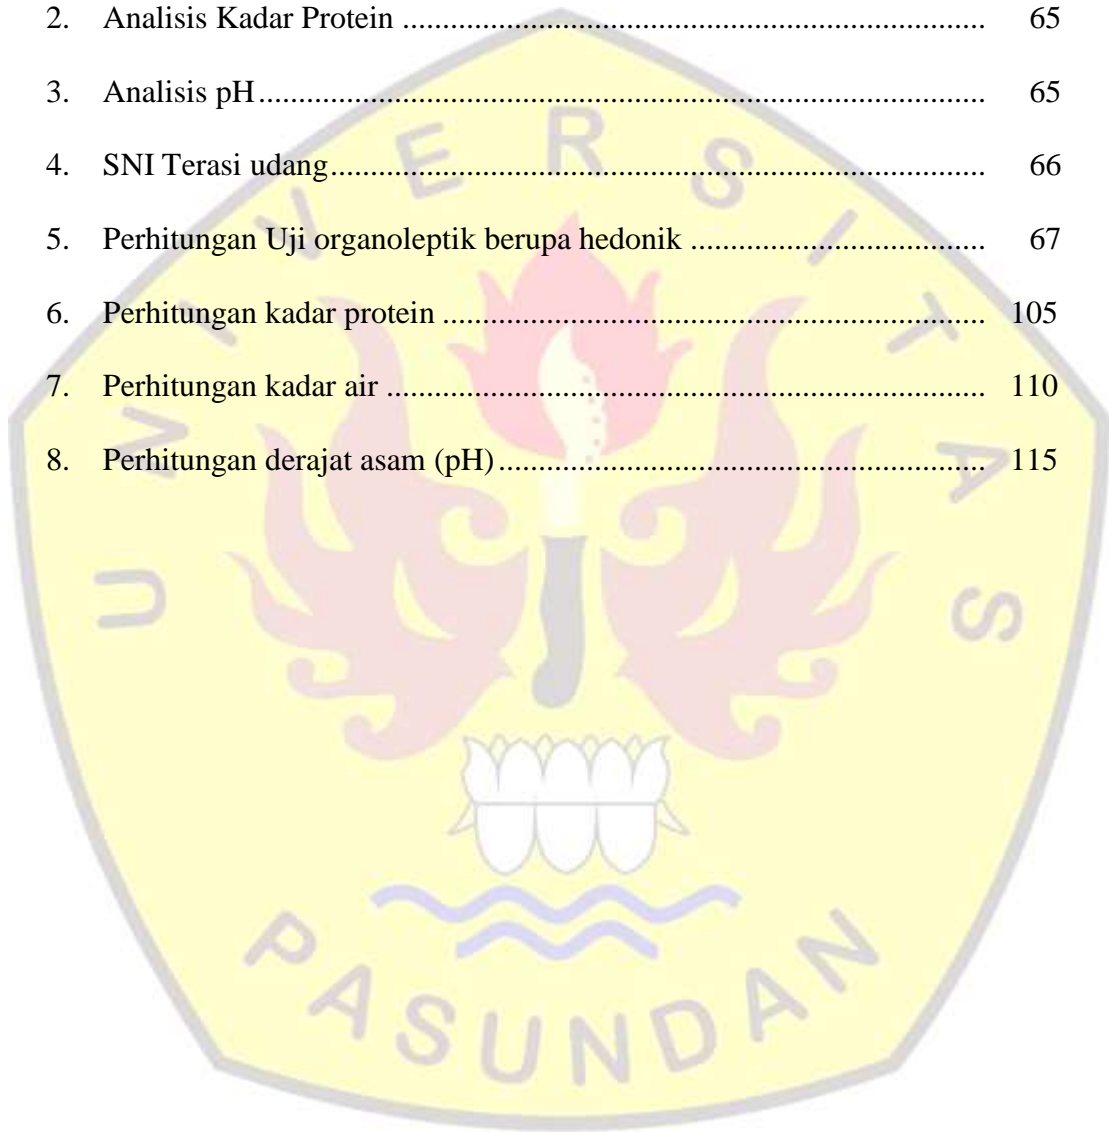 2. Analisis Kadar Protein ......................................................................... 65
3. Analisis pH........................................................................................... 65
4. SNI Terasi udang.................................................................................. 66
5. Perhitungan Uji organoleptik berupa hedonik ..................................... 67
6. Perhitungan kadar protein .................................................................... 105
7. Perhitungan kadar air ........................................................................... 110
8. Perhitungan derajat asam (pH)............................................................. 115
UNIVERSITAS
PASUNDAN